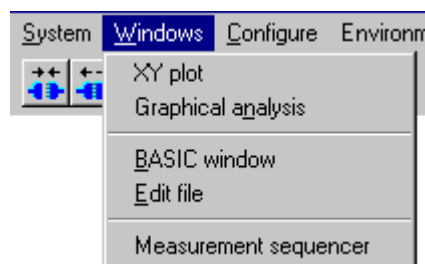 System Windows Configure Environm
XY plot
Graphical analysis
BASIC window
Edit file
Measurement sequencer